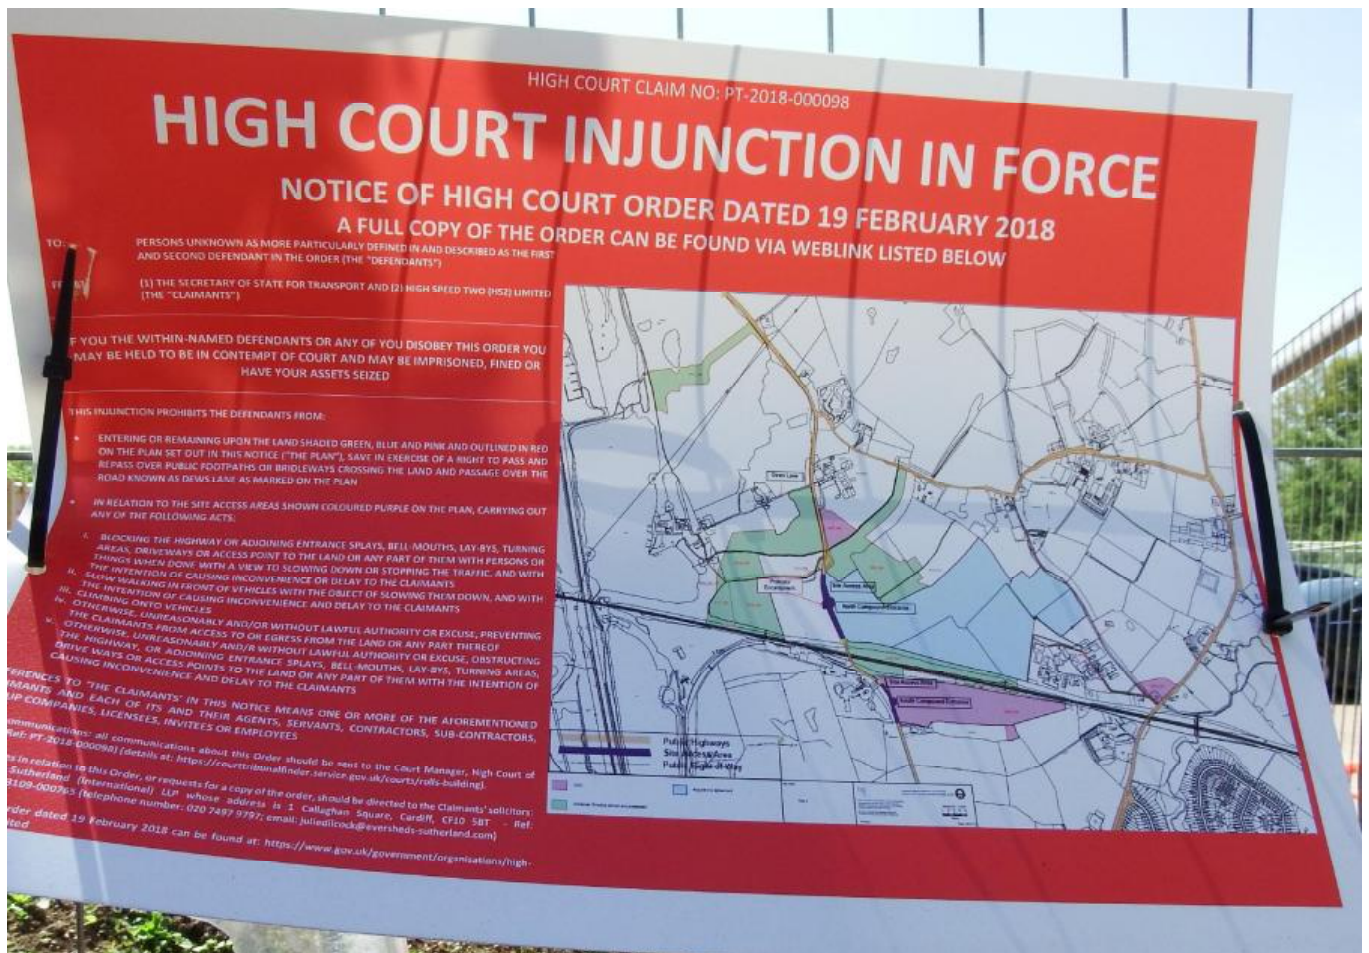 HIGH COURT CLAIM NO: PT-2018-000098
HIGH COURT INJUNCTION IN FORCE
NOTICE OF HIGH COURT ORDER DATED 19 FEBRUARY 2018
A FULL COPY OF THE ORDER CAN BE FOUND VIA WEBLINK LISTED BELOW
TO:
PERSONS UNKNOWN AS MORE PARTICULARLY DEFINED IN AND DESCRIBED AS THE FIRST
AND SECOND DEFENDANT IN THE ORDER (THE "DEFENDANTS")
(1) THE SECRETARY OF STATE FOR TRANSPORT AND (2) HIGH SPEED TWO (HS2) LIMITED
(THE "CLAIMANTS")
F YOU THE WITHIN-NAMED DEFENDANTS OR ANY OF YOU DISOBEY THIS ORDER YOU
MAY BE HELD TO BE IN CONTEMPT OF COURT AND MAY BE IMPRISONED, FINED OR
HAVE YOUR ASSETS SEIZED
THIS INJUNCTION PROHIBITS THE DEFENDANTS FROM:
• ENTERING OR REMAINING UPON THE LAND SHADED GREEN, BLUE AND PINK AND OUTLINED IN RED
ON THE PLAN SET OUT IN THIS NOTICE ("THE PLAN"), SAVE IN EXERCISE OF A RIGHT TO PASS AND
REPASS OVER PUBLIC FOOTPATHS OR BRIDLEWAYS CROSSING THE LAND AND PASSAGE OVER THE
ROAD KNOWN AS DEWS LANE AS MARKED ON THE PLAN
• IN RELATION TO THE SITE ACCESS AREAS SHOWN COLOURED PURPLE ON THE PLAN, CARRYING OUT
ANY OF THE FOLLOWING ACTS:
i. BLOCKING THE HIGHWAY OR ADJOINING ENTRANCE SPLAYS, BELL-MOUTHS, LAY-BYS, TURNING
AREAS, DRIVEWAYS OR ACCESS POINT TO THE LAND OR ANY PART OF THEM WITH PERSONS OR
THINGS WHEN DONE WITH A VIEW TO SLOWING DOWN OR STOPPING THE TRAFFIC AND WITH
THE INTENTION OF CAUSING INCONVENIENCE OR DELAY TO THE CLAIMANTS
ii. SLOW WALKING IN FRONT OF VEHICLES WITH THE OBJECT OF SLOWING THEM DOWN, AND WITH
THE INTENTION OF CAUSING INCONVENIENCE AND DELAY TO THE CLAIMANTS
iii. CLIMBING ONTO VEHICLES
iv. OTHERWISE, UNREASONABLY AND/OR WITHOUT LAWFUL AUTHORITY OR EXCUSE, PREVENTING
THE CLAIMANTS FROM ACCESS TO OR EGRESS FROM THE LAND OR ANY PART THEREOF
v. OTHERWISE, UNREASONABLY AND/R WITHOUT LAWFUL AUTHORITY OR EXCUSE, OBSTRUCTING
THE HIGHWAY, OR ADJOINING ENTRANCE SPLAYS, BELL-MOUTHS, LAY-BYS, TURNING AREAS,
DRIVE WAYS OR ACCESS POINTS THE LAND OR ANY PART OF THEM WITH THE INTENTION OF
CAUSING INCONVENIENCE AND DELAY TO THE CLAIMANTS
FERENCES TO "THE CLAIMANTS' IN THIS NOTICE MEANS ONE OR MORE OF THE AFOREMENTIONED
IMANTS AND EACH OF ITS AND THEIR AGENTS, SERVANTS, CONTRACTORS, SUB-CONTRACTORS,
UP COMPANIES, LICENSEES, INVITEES OR EMPLOYEES
ommunications: all communications about this Order should be sent to the Court Manager, High Court of
Ref: PT-2018-000098) (details at: https://courttribunalfinder.service.gov.uk/courts/rolls-building).
es in relation to this Order, or requests for a copy of the order, should be directed to the Claimants' solicitors:
-Sutherland (International) LLP whose address is 1 Callaghan Square, Cardiff, CF10 5BT - Ref:
(telephone number: 020 7497 9797; email: @eversheds-sutherland.com)
order dated 19 February 2018 can be found at: https://www.gov.uk/government/organisations/high-
ited
Dews Lane
Site Access Area
North Compound Entrance
Site Access Area
South Compound Entrance
Public Highways
Site Access Area
Public Right of Way